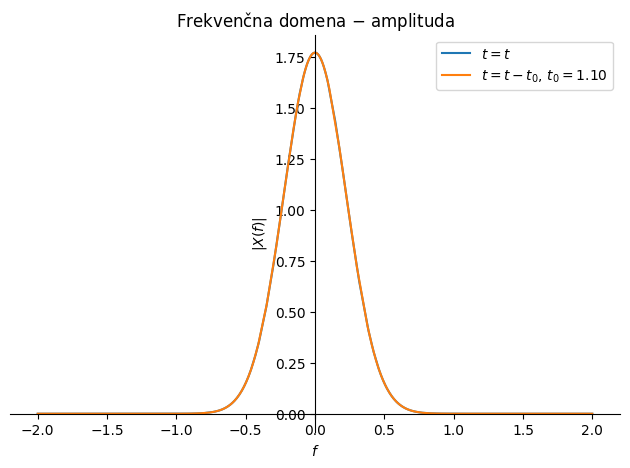 Frekvenčna domena − amplituda
t = t
t = t − t₀, t₀ = 1.10
|X(f)|
1.75
1.50
1.25
1.00
0.75
0.50
0.25
0.00
−2.0 −1.5 −1.0 −0.5 0.0 0.5 1.0 1.5 2.0
f